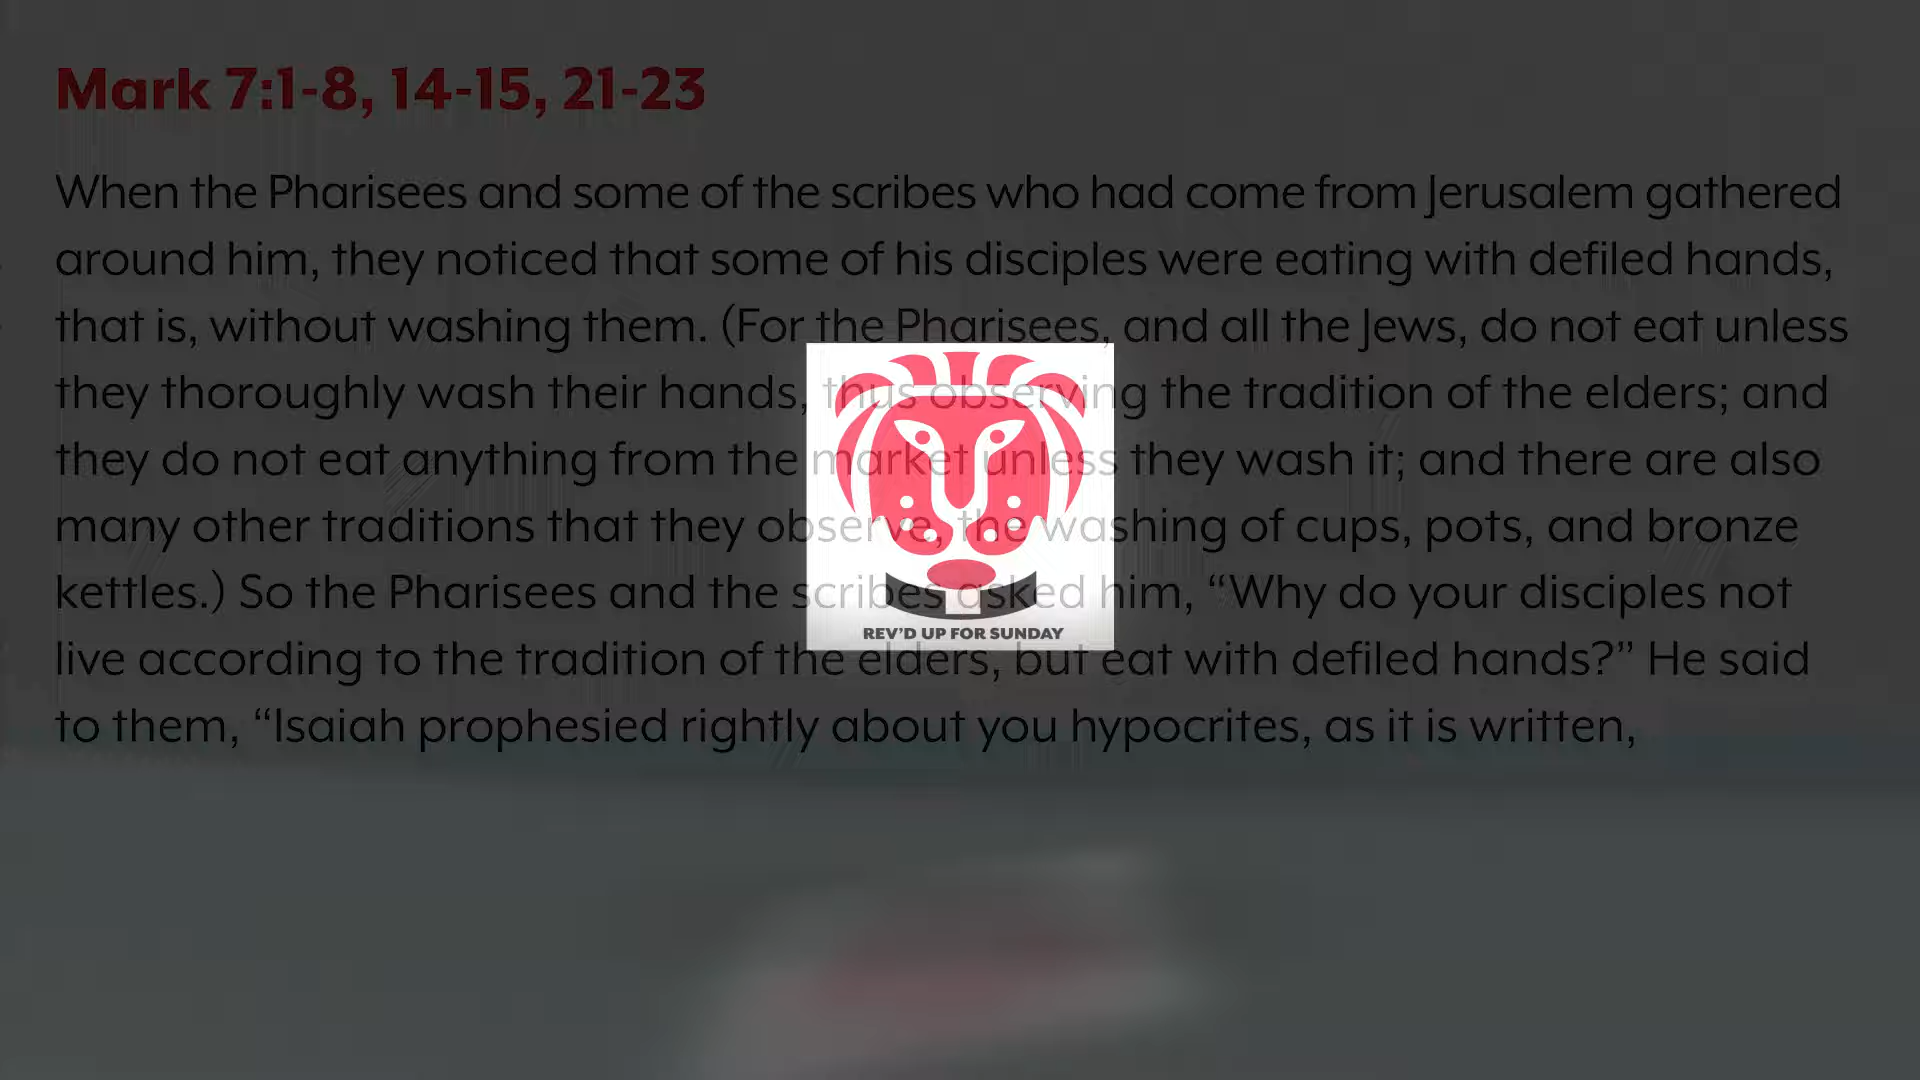 Mark 7:1-8, 14-15, 21-23
When the Pharisees and some of the scribes who had come from Jerusalem gathered
around him, they noticed that some of his disciples were eating with defiled hands,
that is, without washing them. (For the Pharisees, and all the Jews, do not eat unless
they thoroughly wash their hands, thus observing the tradition of the elders; and
they do not eat anything from the market unless they wash it; and there are also
many other traditions that they observe, the washing of cups, pots, and bronze
kettles.) So the Pharisees and the scribes asked him, “Why do your disciples not
REV’D UP FOR SUNDAY
live according to the tradition of the elders, but eat with defiled hands?” He said
to them, “Isaiah prophesied rightly about you hypocrites, as it is written,